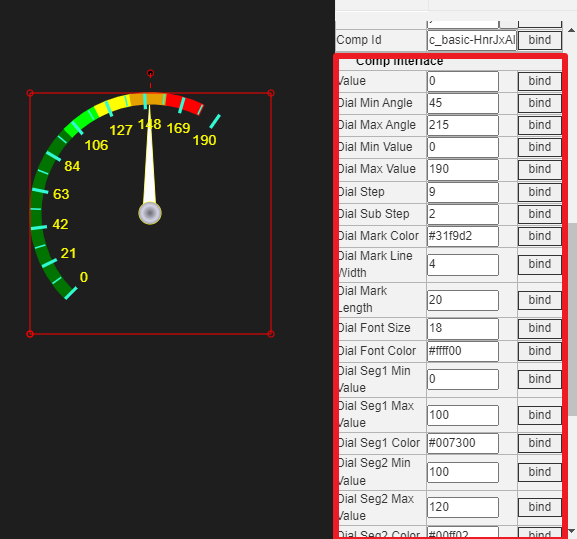 Comp Id c_basic-HnrJxAl bind
Comp Interface
Value 0 bind
Dial Min Angle 45 bind
Dial Max Angle 215 bind
Dial Min Value 0 bind
Dial Max Value 190 bind
Dial Step 9 bind
Dial Sub Step 2 bind
Dial Mark Color #31f9d2 bind
Dial Mark Line
Width 4 bind
Dial Mark
Length 20 bind
Dial Font Size 18 bind
Dial Font Color #ffff00 bind
Dial Seg1 Min
Value 0 bind
Dial Seg1 Max
Value 100 bind
Dial Seg1 Color #007300 bind
Dial Seg2 Min
Value 100 bind
Dial Seg2 Max
Value 120 bind
Dial Seg2 Color #00ff02 bind
0
21
42
63
84
106
127
148
169
190